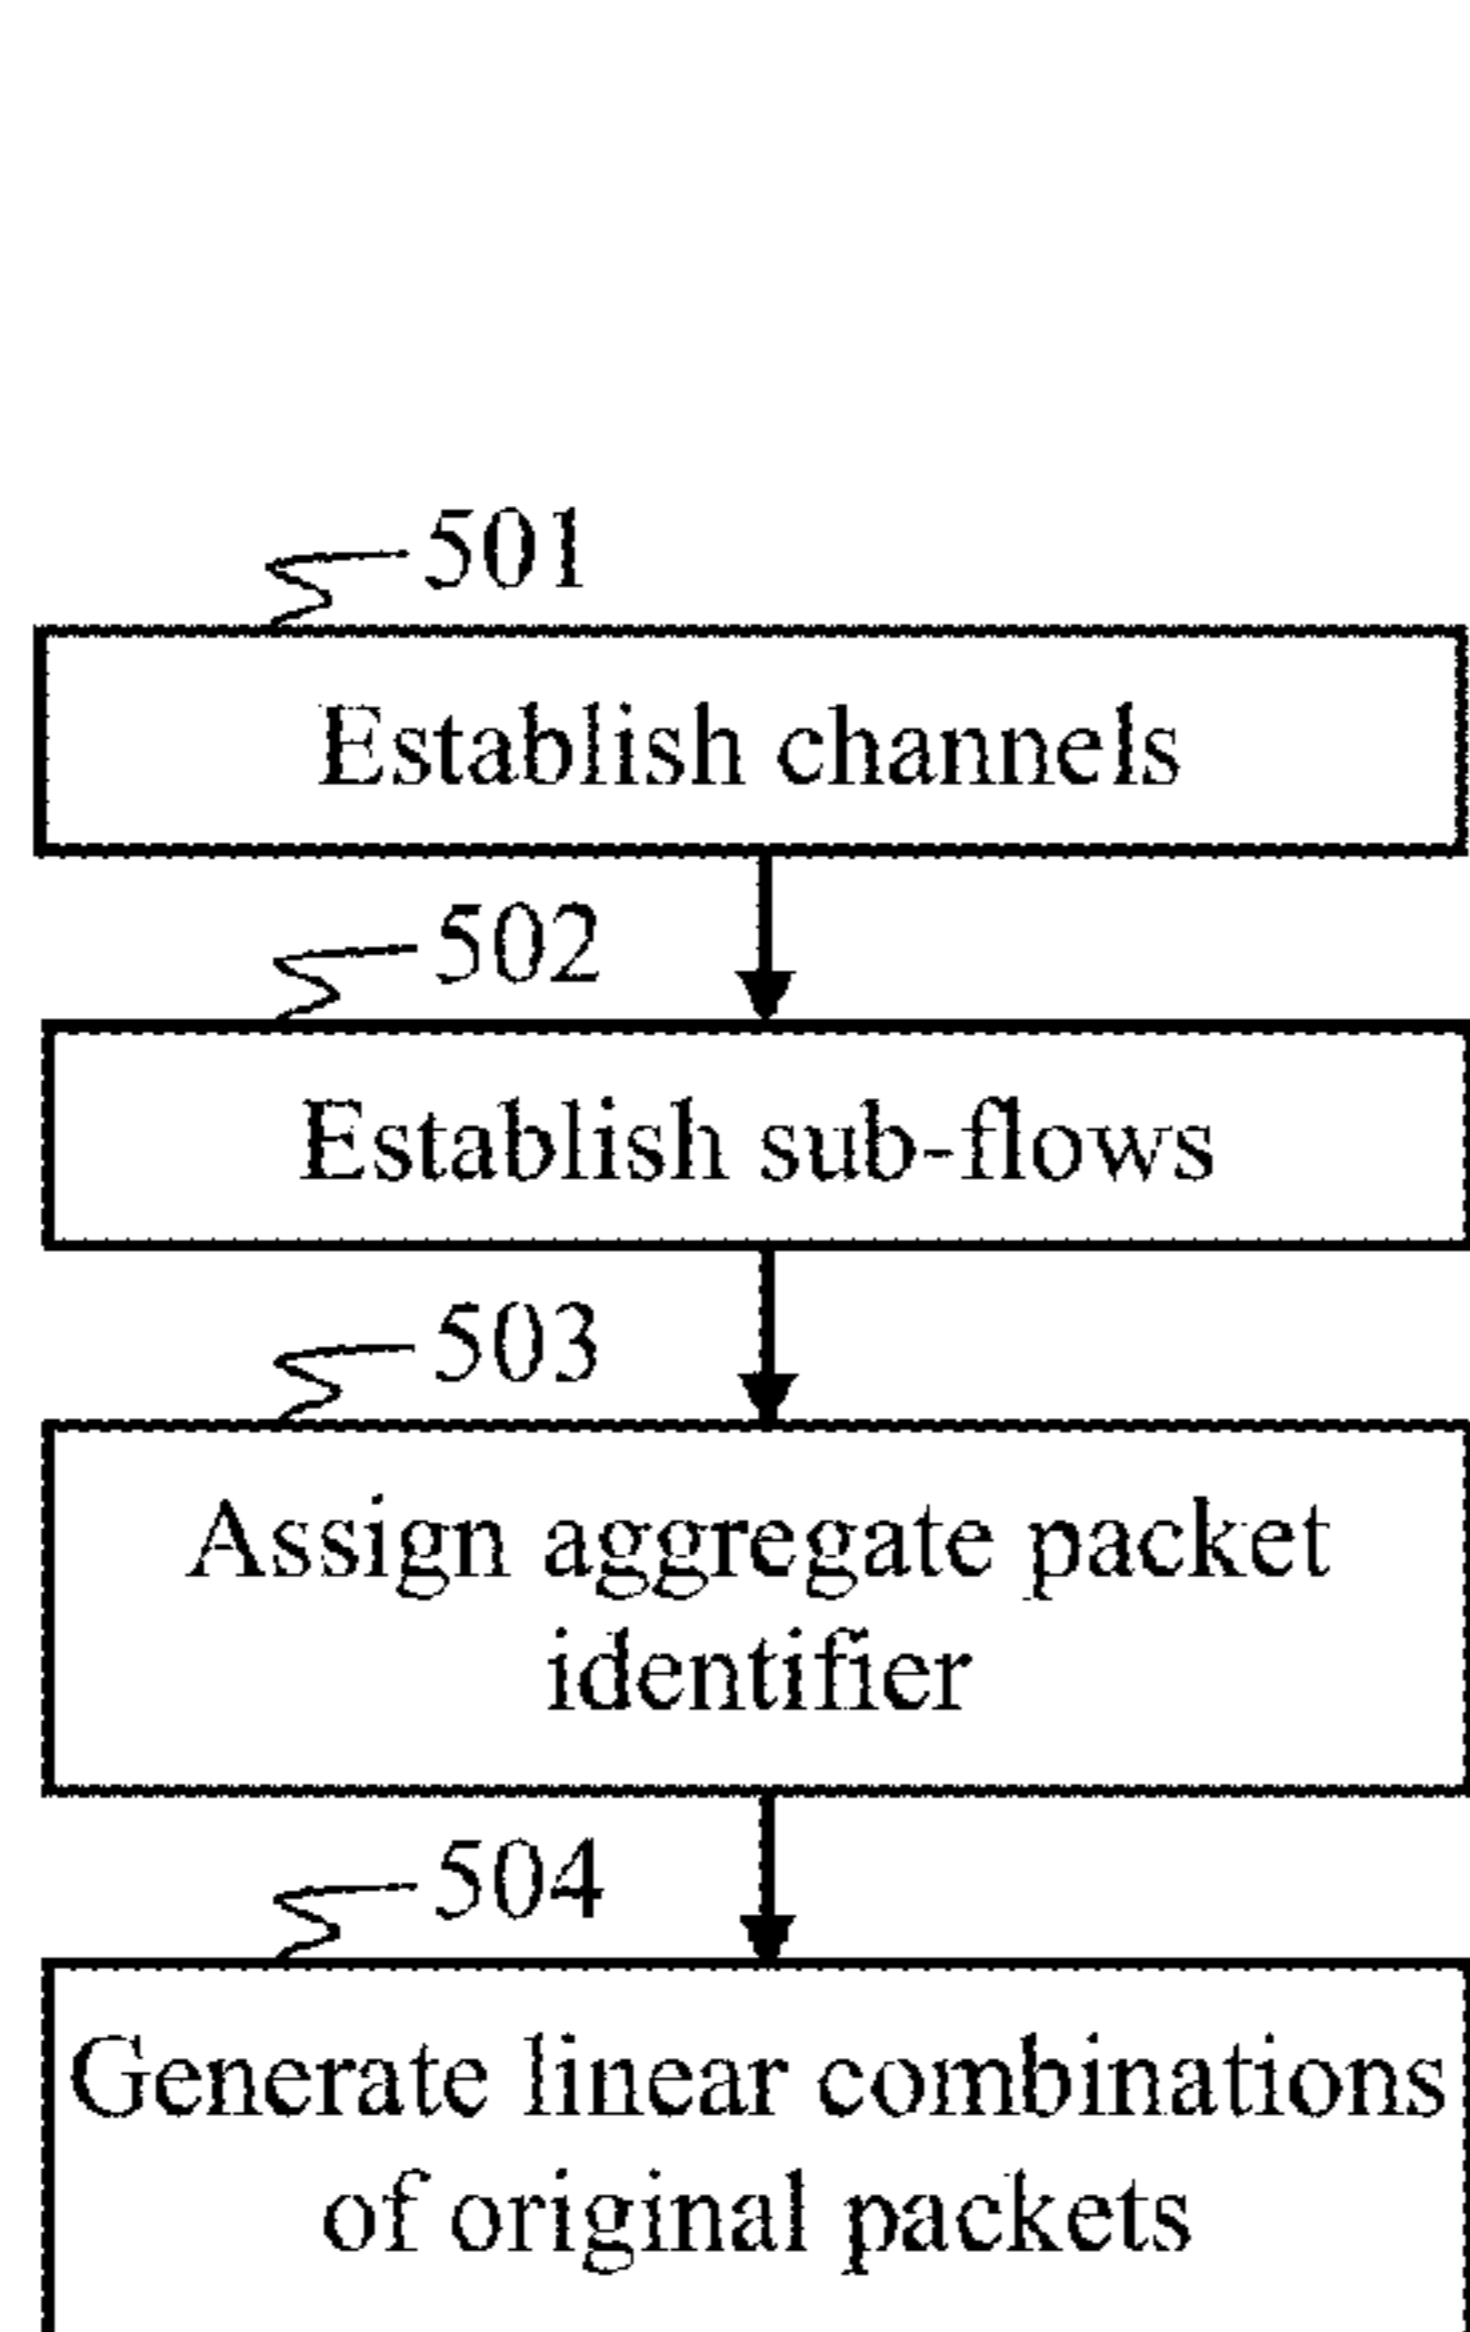 501
Establish channels
502
Establish sub-flows
503
Assign aggregate packet
identifier
504
Generate linear combinations
of original packets